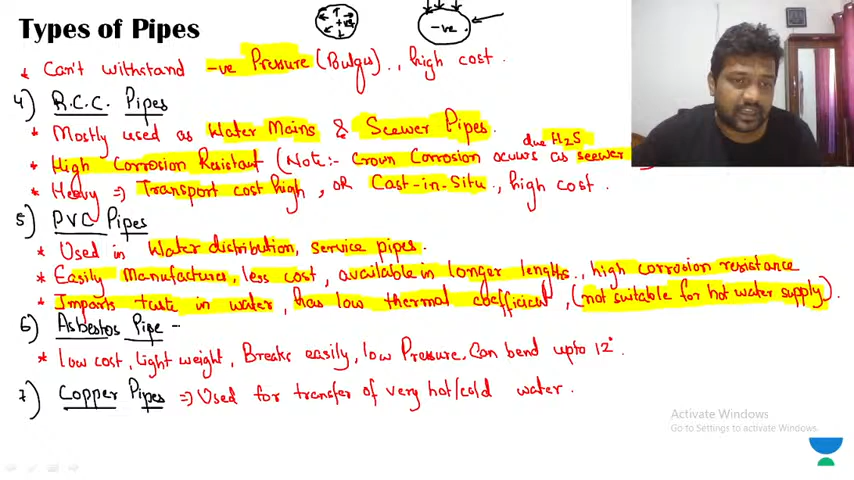 Types of Pipes
+ve
-ve
* Can't withstand -ve Pressure (Bulgus)., high cost.
4) R.C.C. Pipes
* Mostly used as Water Mains & Seewer Pipes.
due H2S
* High Corrosion Resistant (Note:- Crown Corrosion occurs as seewer
* Heavy => Transport cost high, or Cast-in-Situ., high cost.
5) PVC Pipes
* Used in Water distribution, service pipes.
* Easily Manufacture, less cost, available in longer lengths., high corrosion resistance
* Imparts taste in water, has low thermal coefficient, (not suitable for hot water supply).
6) Asbestos Pipe -
* low cost, light weight, Breaks easily, low Pressure. Can bend upto 12°.
7) Copper Pipes => Used for transfer of very hot/cold water.
Activate Windows
Go to Settings to activate Windows.